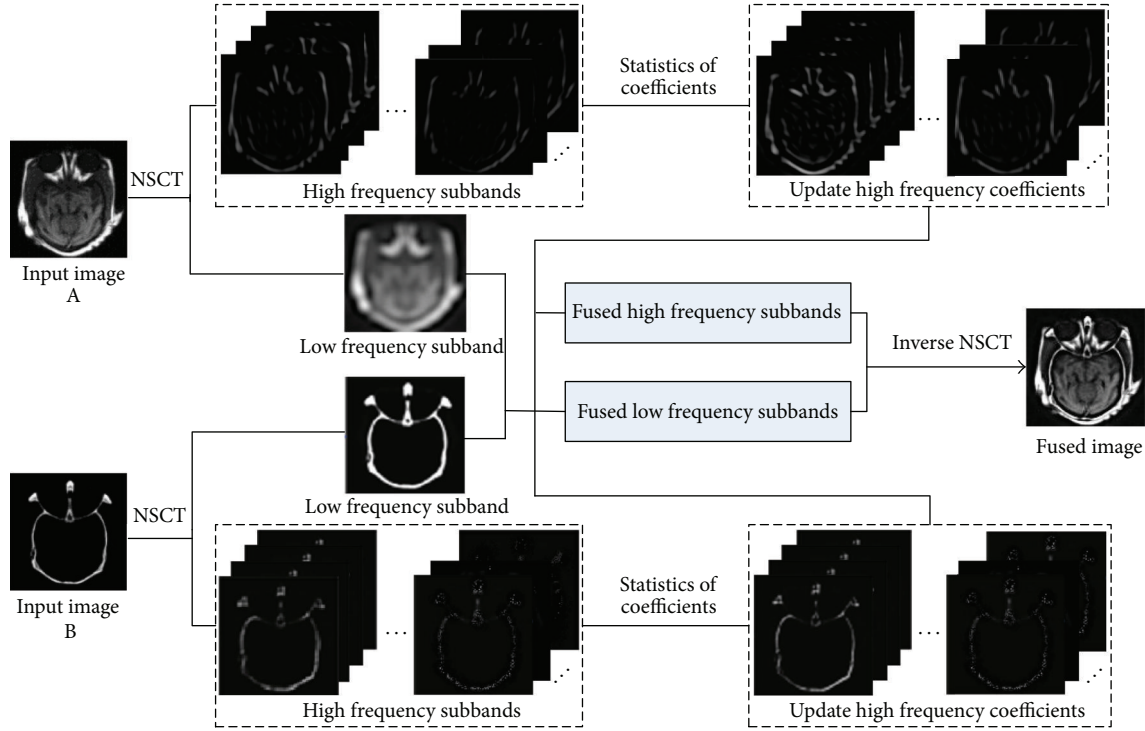 Statistics of
coefficients
. . .
. . .
High frequency subbands
Update high frequency coefficients
NSCT
Input image
A
Low frequency subband
Fused high frequency subbands
Inverse NSCT
Fused low frequency subbands
Fused image
NSCT
Low frequency subband
Input image
B
Statistics of
coefficients
. . .
. . .
High frequency subbands
Update high frequency coefficients